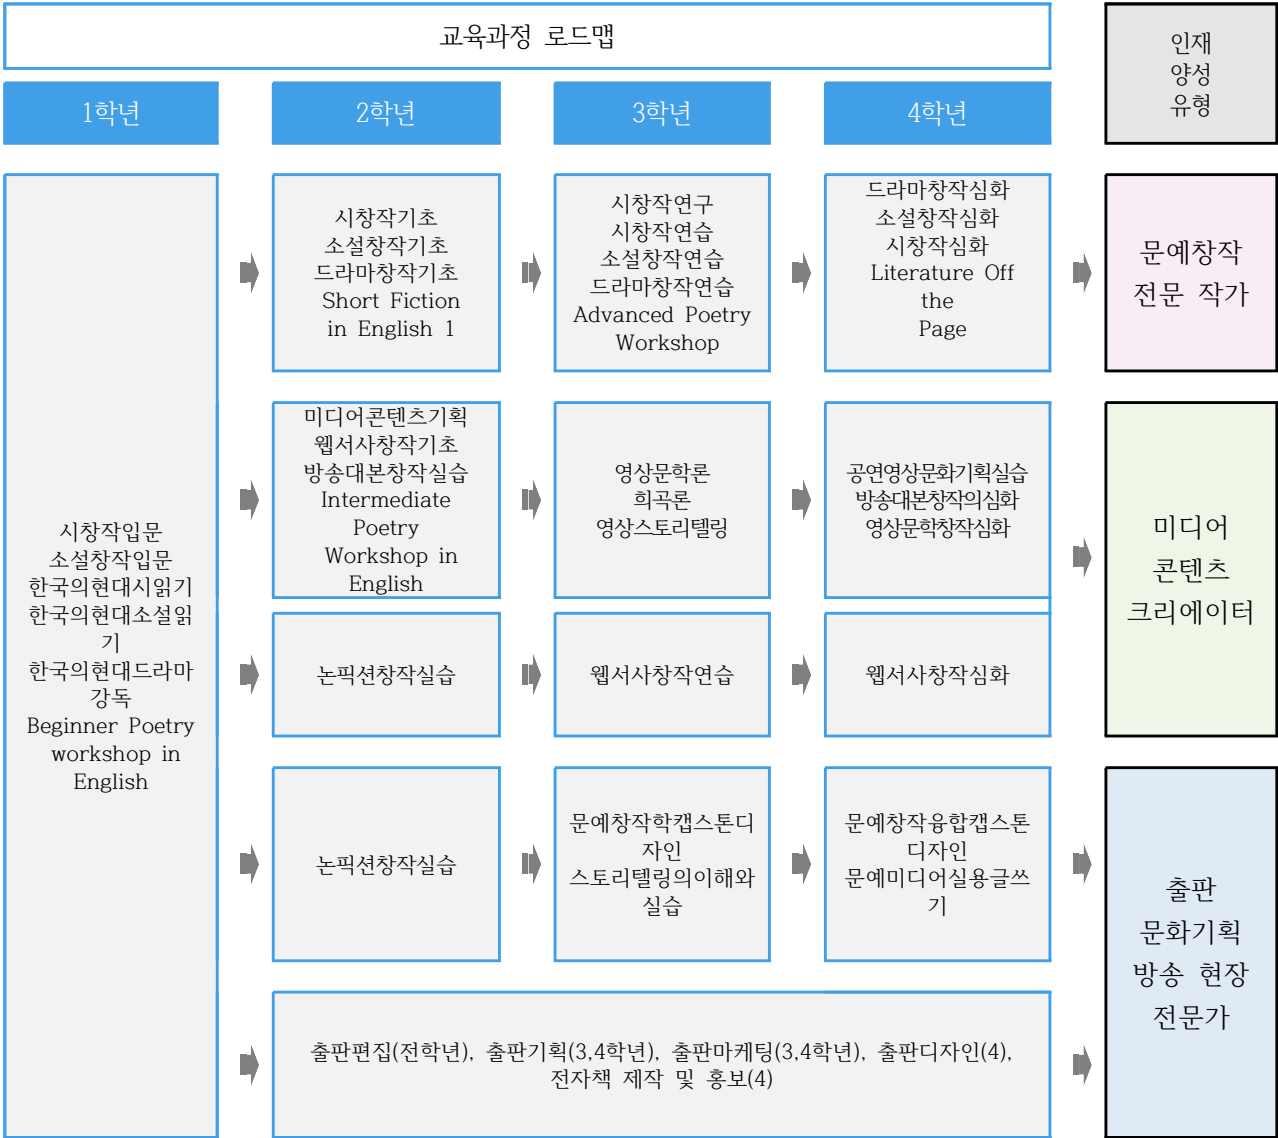 교육과정 로드맵
인재
양성
유형
1학년
2학년
3학년
4학년
시창작입문
소설창작입문
한국의현대시읽기
한국의현대소설읽
기
한국의현대드라마
강독
Beginner Poetry
workshop in
English
시창작기초
소설창작기초
드라마창작기초
Short Fiction
in English 1
시창작연구
시창작연습
소설창작연습
드라마창작연습
Advanced Poetry
Workshop
드라마창작심화
소설창작심화
시창작심화
Literature Off
the
Page
문예창작
전문 작가
미디어콘텐츠기획
웹서사창작기초
방송대본창작실습
Intermediate
Poetry
Workshop in
English
영상문학론
희곡론
영상스토리텔링
공연영상문화기획실습
방송대본창작의심화
영상문학창작심화
미디어
콘텐츠
크리에이터
논픽션창작실습
웹서사창작연습
웹서사창작심화
논픽션창작실습
문예창작학캡스톤디
자인
스토리텔링의이해와
실습
문예창작융합캡스톤
디자인
문예미디어실용글쓰
기
출판
문화기획
방송 현장
전문가
출판편집(전학년), 출판기획(3,4학년), 출판마케팅(3,4학년), 출판디자인(4),
전자책 제작 및 홍보(4)